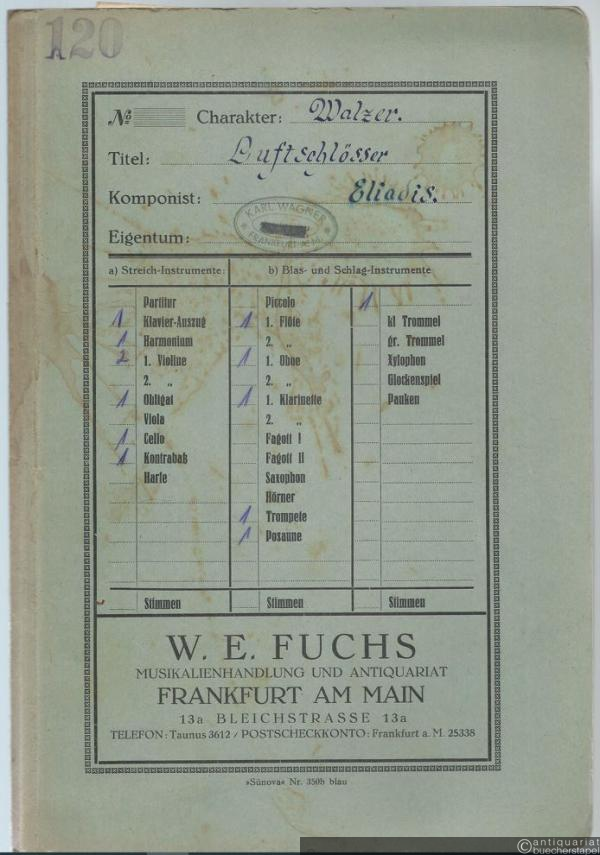 120
№ Charakter: Walzer.
Titel: Luftschlösser
Komponist: Eliadis.
KARL WAGNER
FRANKFURT A. M.
Eigentum:
a) Streich-Instrumente: b) Blas- und Schlag-Instrumente
Partitur
1 Klavier-Auszug
1 Harmonium
2 1. Violine
2. „
1 Obligat
Viola
1 Cello
1 Kontrabaß
Harfe
Stimmen
Piccolo
1 1. Flöte
2. „
1 1. Oboe
2. „
1 1. Klarinette
2. „
Fagott I
Fagott II
Saxophon
Hörner
1 Trompete
1 Posaune
Stimmen
1
kl Trommel
gr. Trommel
Xylophon
Glockenspiel
Pauken
Stimmen
W. E. FUCHS
MUSIKALIENHANDLUNG UND ANTIQUARIAT
FRANKFURT AM MAIN
13a BLEICHSTRASSE 13a
TELEFON: Taunus 3612 / POSTSCHECKKONTO: Frankfurt a. M. 25338
»Sünova« Nr. 350b blau
©antiquariat
buecherstapel